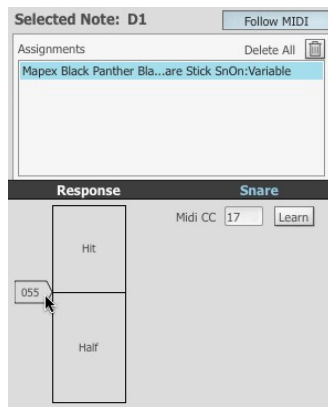 Selected Note: D1 Follow MIDI
Assignments Delete All
Mapex Black Panther Bla...are Stick SnOn:Variable
Response Snare
Midi CC 17 Learn
Hit
055
Half